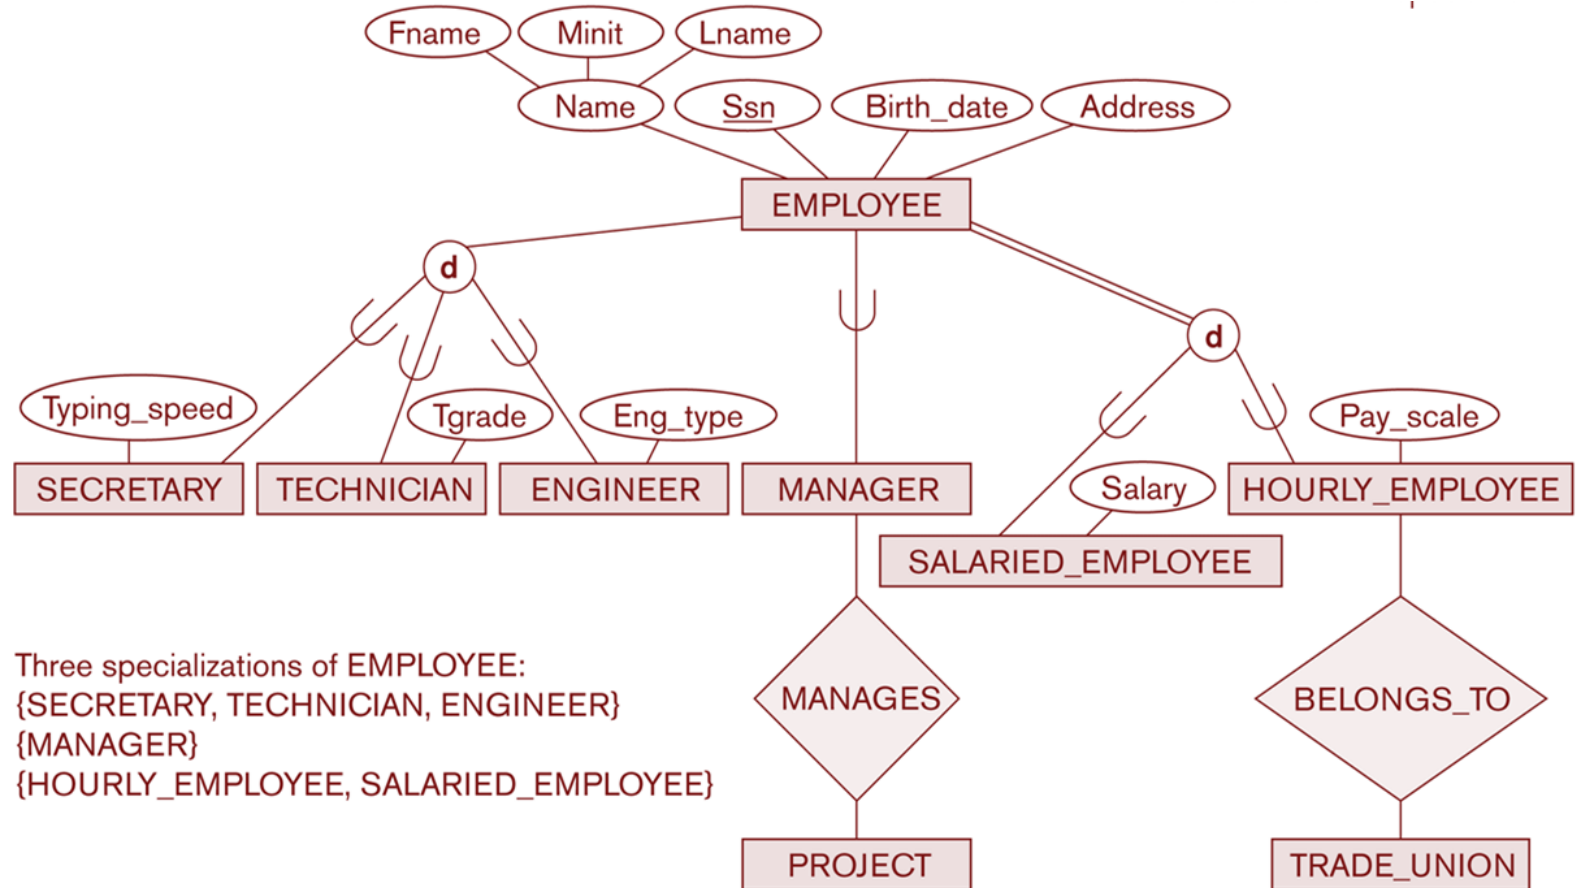 Fname
Minit
Lname
Name
Ssn
Birth_date
Address
EMPLOYEE
d
d
Typing_speed
Tgrade
Eng_type
Pay_scale
SECRETARY
TECHNICIAN
ENGINEER
MANAGER
Salary
HOURLY_EMPLOYEE
SALARIED_EMPLOYEE
Three specializations of EMPLOYEE:
{SECRETARY, TECHNICIAN, ENGINEER}
{MANAGER}
{HOURLY_EMPLOYEE, SALARIED_EMPLOYEE}
MANAGES
BELONGS_TO
PROJECT
TRADE_UNION